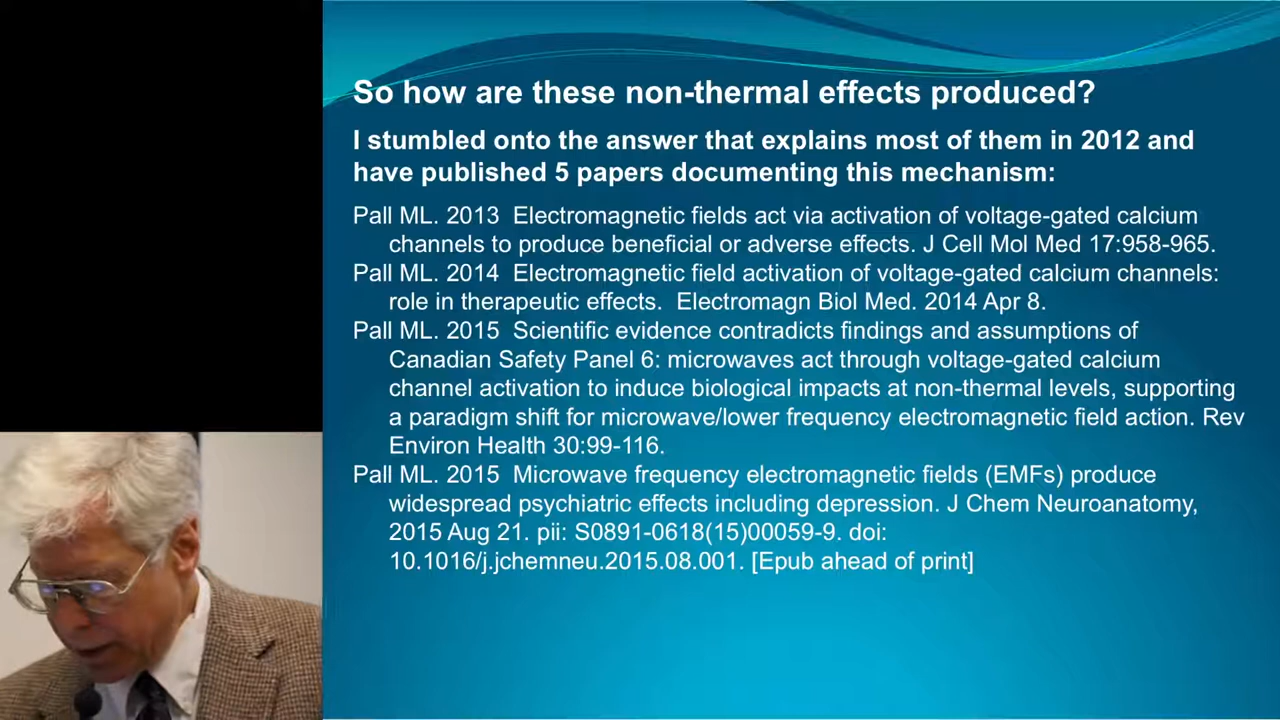 So how are these non-thermal effects produced?
I stumbled onto the answer that explains most of them in 2012 and
have published 5 papers documenting this mechanism:
Pall ML. 2013 Electromagnetic fields act via activation of voltage-gated calcium
channels to produce beneficial or adverse effects. J Cell Mol Med 17:958-965.
Pall ML. 2014 Electromagnetic field activation of voltage-gated calcium channels:
role in therapeutic effects. Electromagn Biol Med. 2014 Apr 8.
Pall ML. 2015 Scientific evidence contradicts findings and assumptions of
Canadian Safety Panel 6: microwaves act through voltage-gated calcium
channel activation to induce biological impacts at non-thermal levels, supporting
a paradigm shift for microwave/lower frequency electromagnetic field action. Rev
Environ Health 30:99-116.
Pall ML. 2015 Microwave frequency electromagnetic fields (EMFs) produce
widespread psychiatric effects including depression. J Chem Neuroanatomy,
2015 Aug 21. pii: S0891-0618(15)00059-9. doi:
10.1016/j.jchemneu.2015.08.001. [Epub ahead of print]